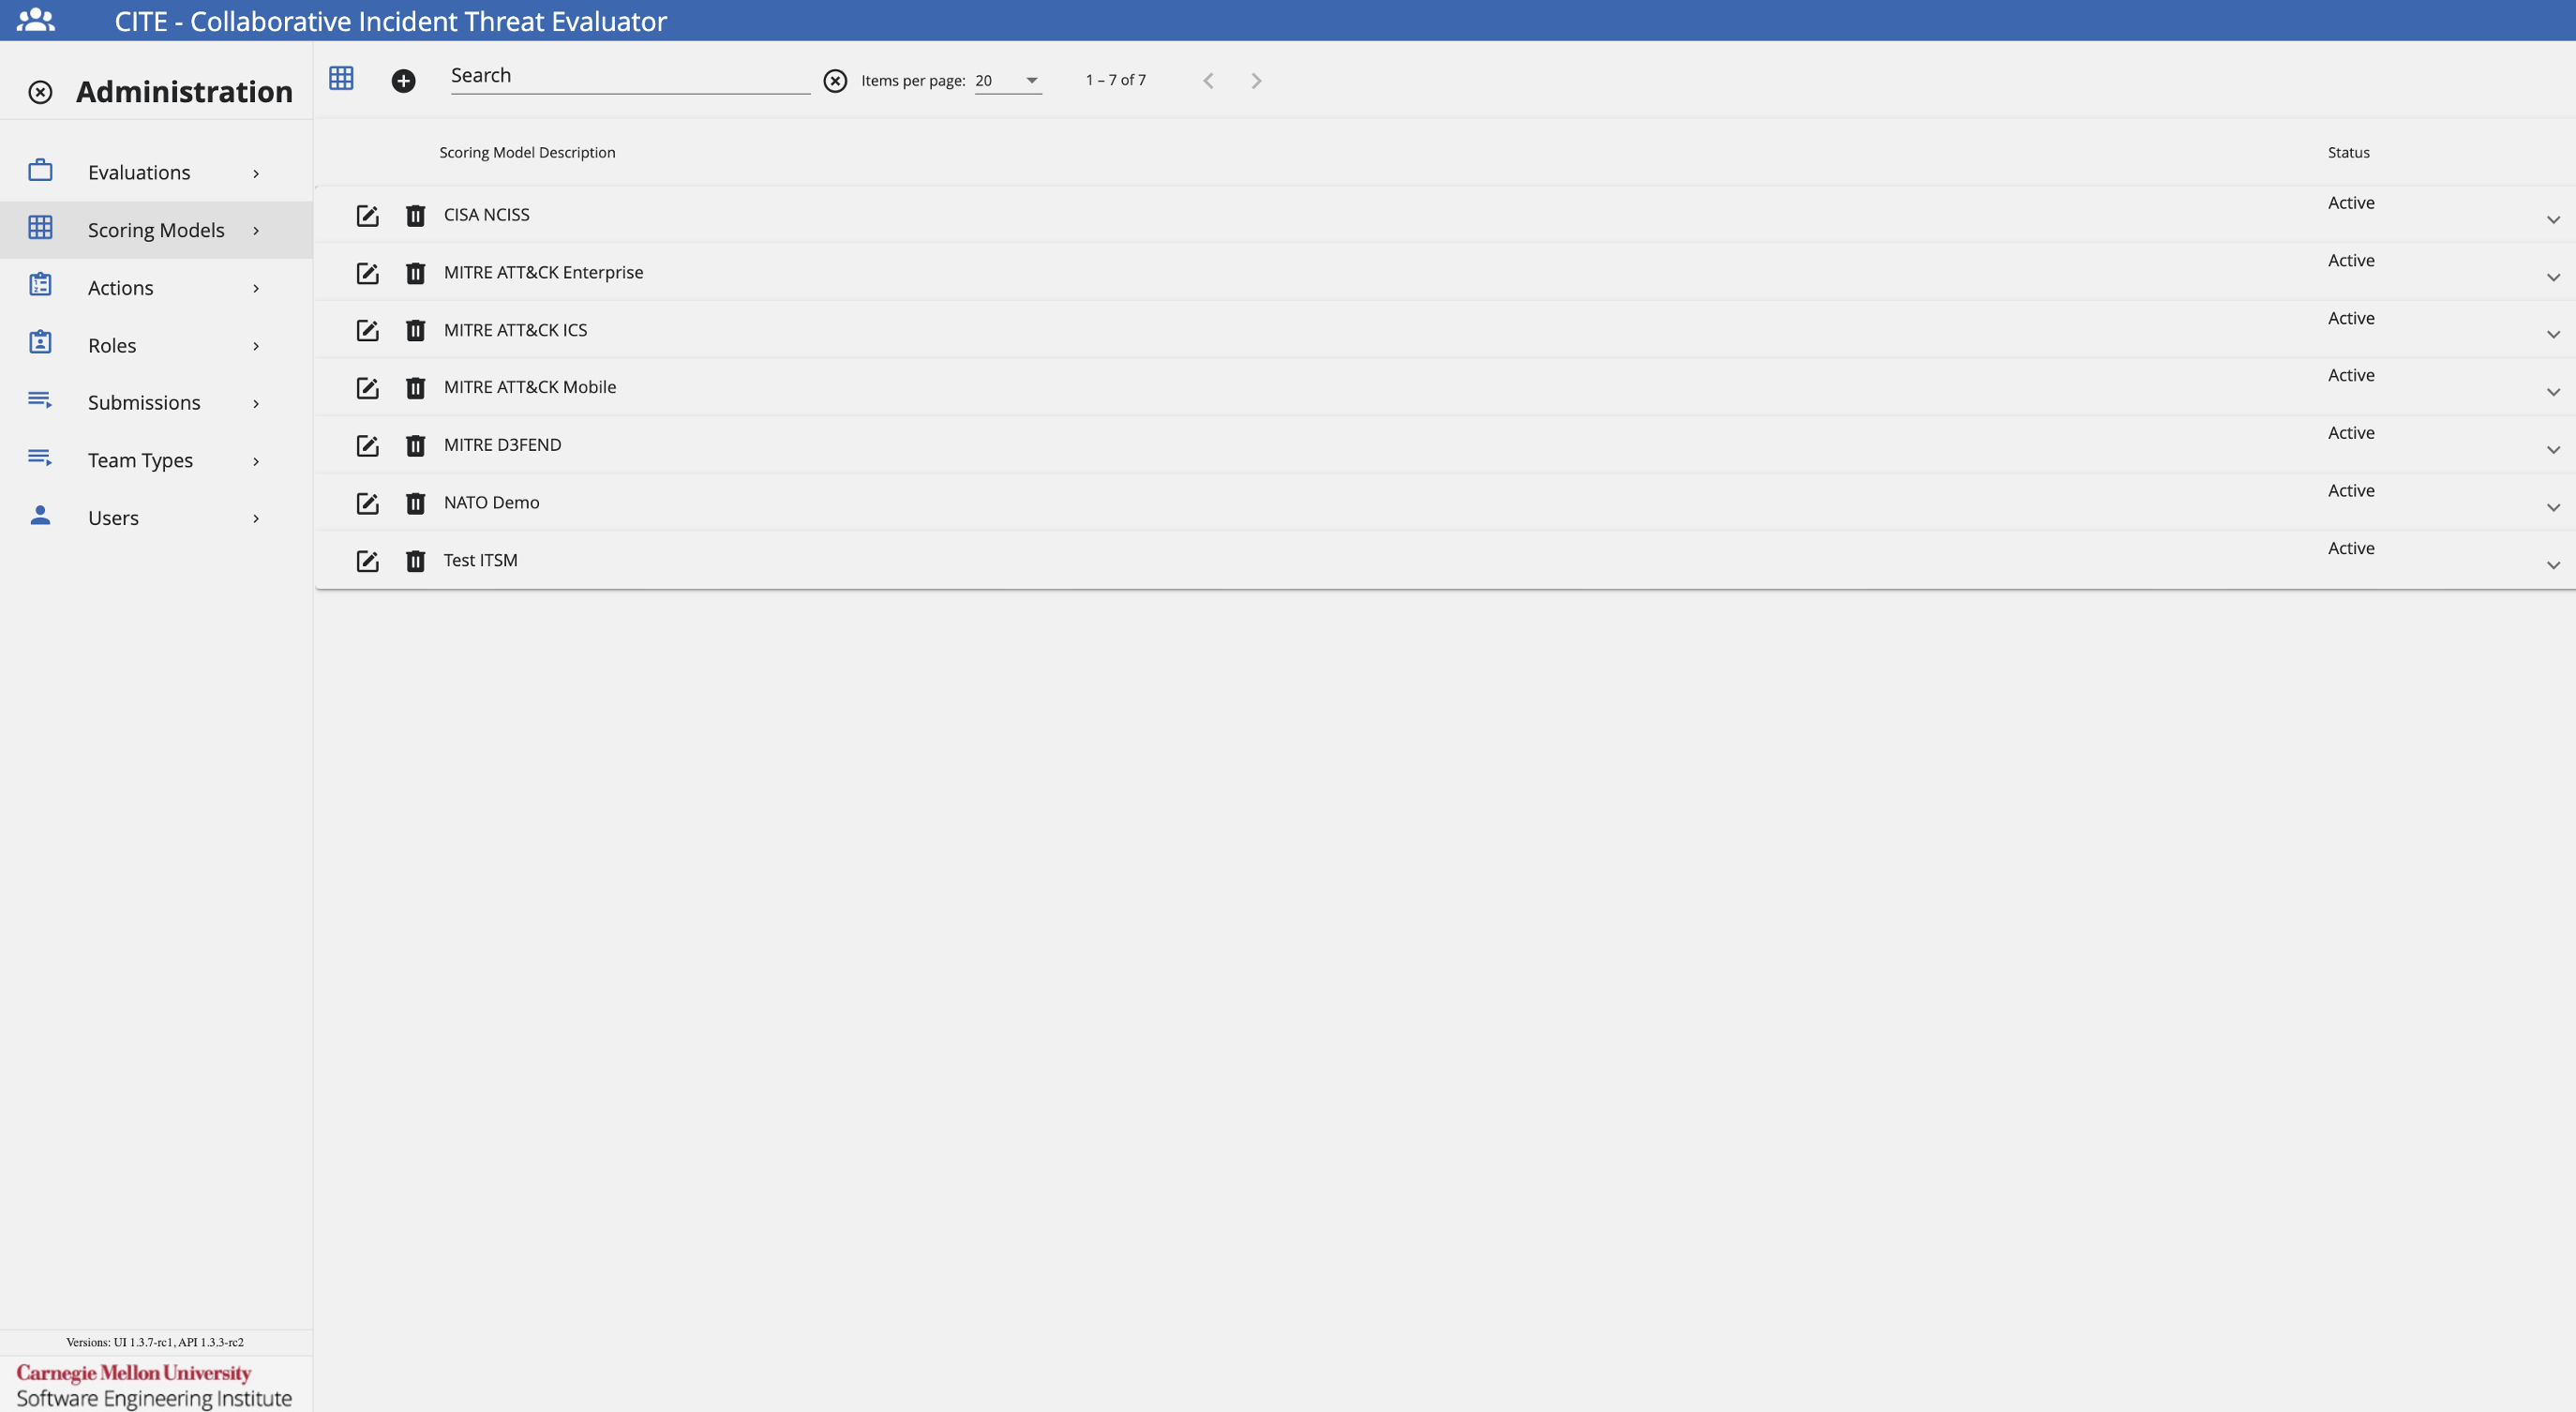 CITE - Collaborative Incident Threat Evaluator
Administration
Search
Items per page: 20
1 – 7 of 7
Evaluations
Scoring Models
Actions
Roles
Submissions
Team Types
Users
Scoring Model Description Status
CISA NCISS Active
MITRE ATT&CK Enterprise Active
MITRE ATT&CK ICS Active
MITRE ATT&CK Mobile Active
MITRE D3FEND Active
NATO Demo Active
Test ITSM Active
Versions: UI 1.3.7-rc1, API 1.3.3-rc2
Carnegie Mellon University
Software Engineering Institute